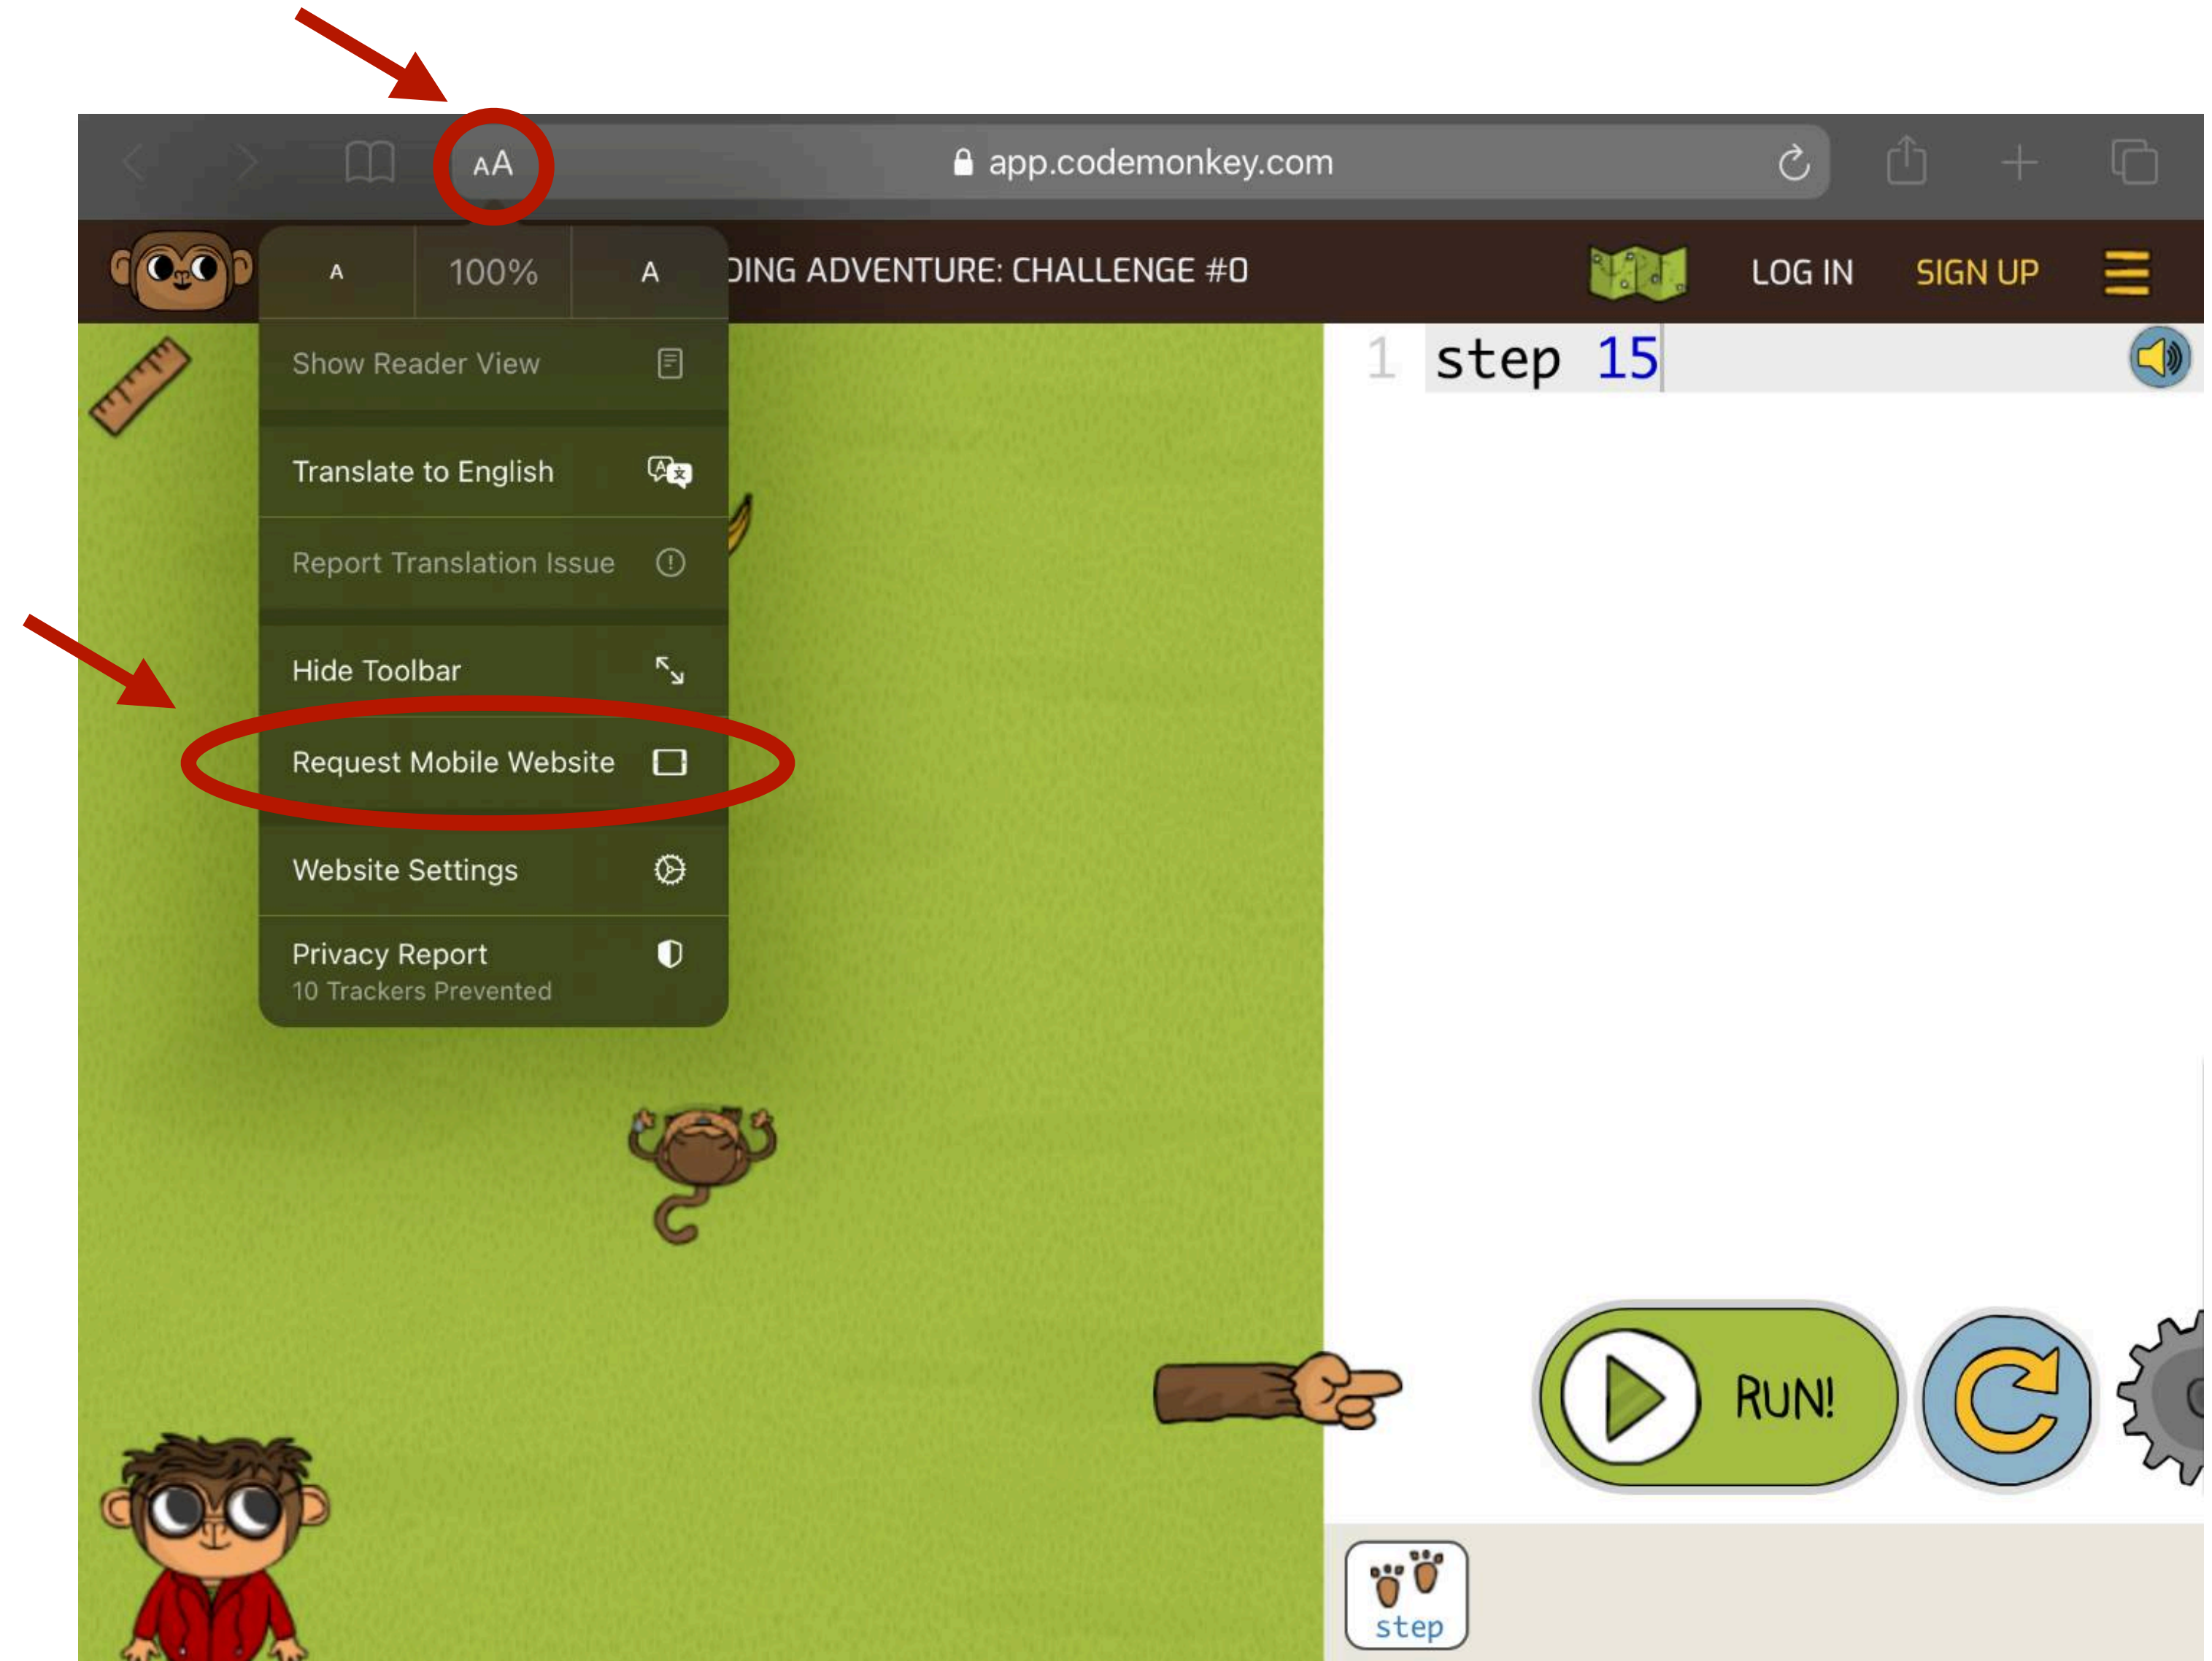 AA app.codemonkey.com
A 100% A DING ADVENTURE: CHALLENGE #0 LOG IN SIGN UP
Show Reader View
Translate to English
Report Translation Issue
Hide Toolbar
Request Mobile Website
Website Settings
Privacy Report
10 Trackers Prevented
1 step 15
RUN!
step